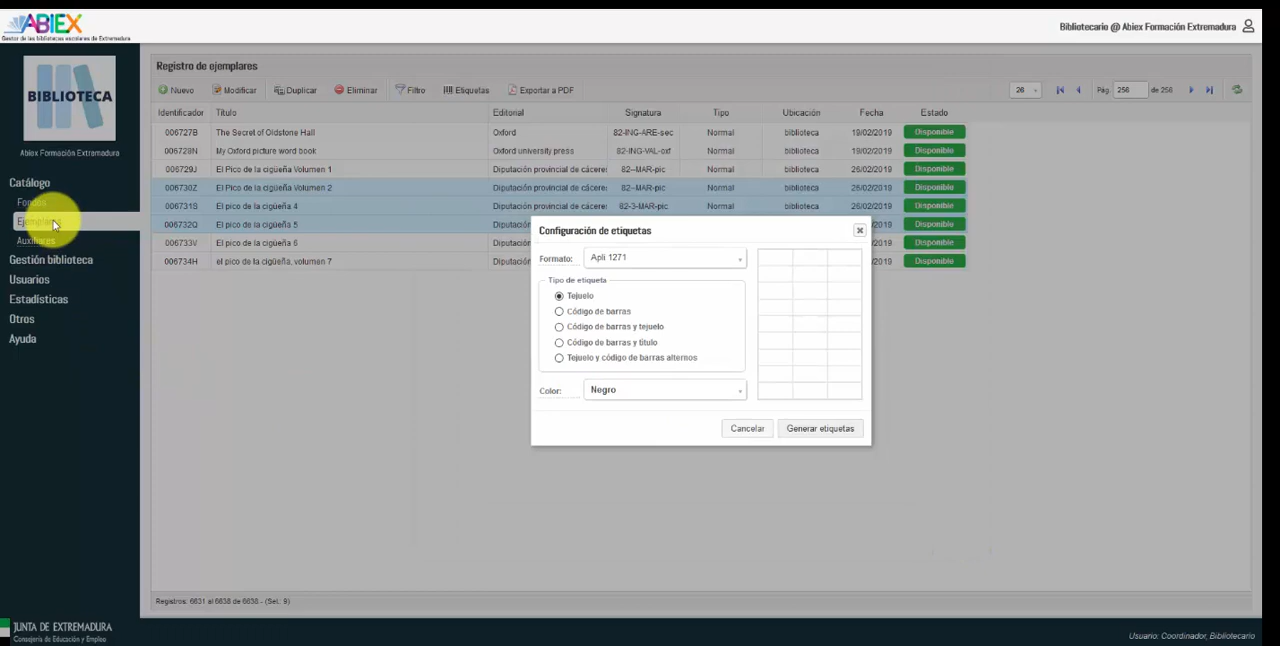 ABIEX
Gestor de las bibliotecas escolares de Extremadura
Bibliotecario @ Abiex Formación Extremadura
BIBLIOTECA
Abiex Formación Extremadura
Catálogo
Fondos
Ejemplares
Auxiliares
Gestión biblioteca
Usuarios
Estadísticas
Otros
Ayuda
Registro de ejemplares
Nuevo Modificar Duplicar Eliminar Filtro Etiquetas Exportar a PDF Pág. 256 de 256
Identificador Título Editorial Signatura Tipo Ubicación Fecha Estado
006727B The Secret of Oldstone Hall Oxford 82-ING-ARE-sec Normal biblioteca 19/02/2019 Disponible
006728N My Oxford picture word book Oxford university press 82-ING-VAL-oxf Normal biblioteca 19/02/2019 Disponible
006729J El Pico de la cigüeña Volumen 1 Diputación provincial de cácere: 82--MAR-pic Normal biblioteca 26/02/2019 Disponible
006730Z El Pico de la cigüeña Volumen 2 Diputación provincial de cácere: 82--MAR-pic Normal biblioteca 26/02/2019 Disponible
006731S El pico de la cigüeña 4 Diputación provincial de cácere: 82-3-MAR-pic Normal biblioteca 26/02/2019 Disponible
006732Q El pico de la cigüeña 5 Diputación /2019 Disponible
006733V El pico de la cigüeña 6 Diputación /2019 Disponible
006734H el pico de la cigüeña, volumen 7 Diputación /2019 Disponible
Configuración de etiquetas
Formato: Apli 1271
Tipo de etiqueta
Tejuelo
Código de barras
Código de barras y tejuelo
Código de barras y título
Tejuelo y código de barras alternos
Color: Negro
Cancelar Generar etiquetas
Registros: 6631 al 6638 de 6638 - (Sel.: 9)
JUNTA DE EXTREMADURA
Consejería de Educación y Empleo
Usuario: Coordinador, Bibliotecario